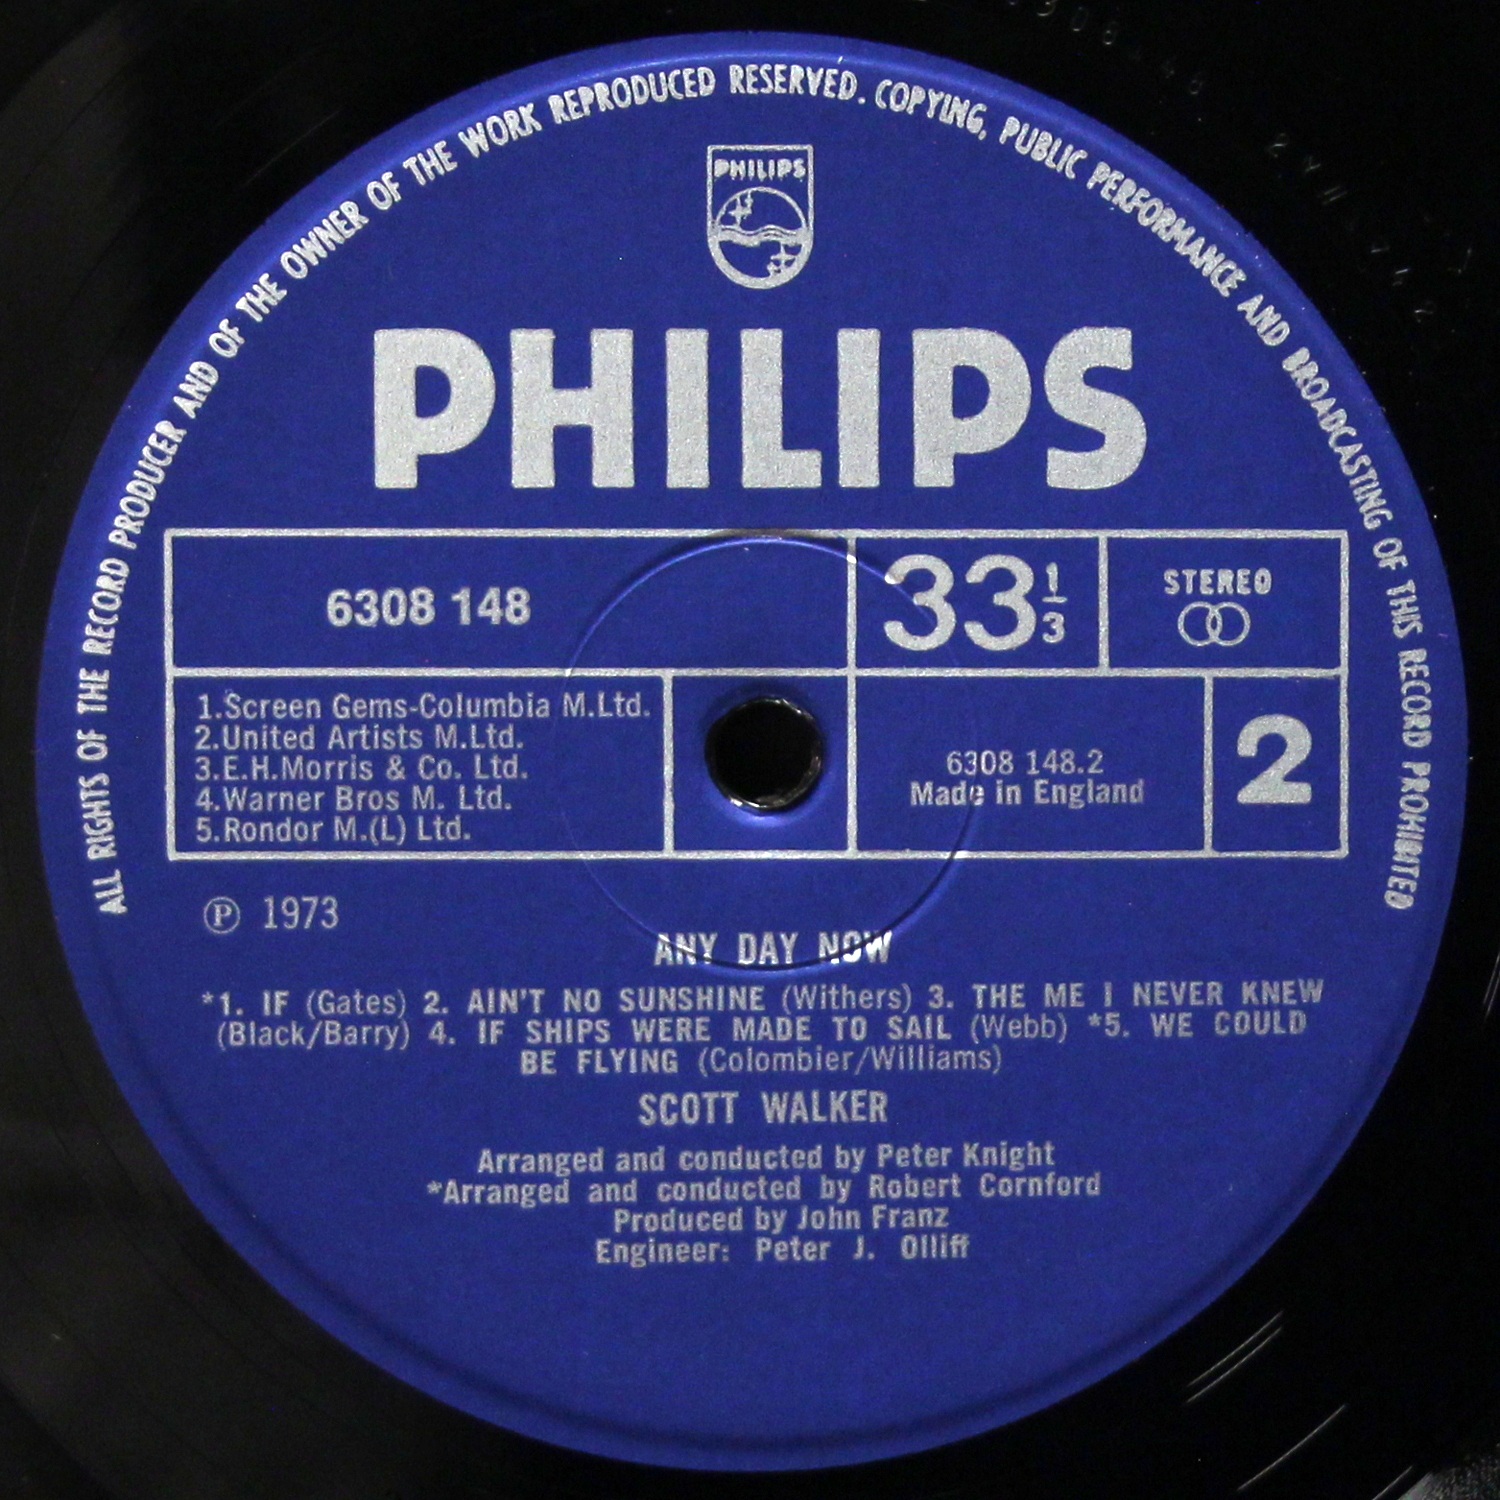 ALL RIGHTS OF THE RECORD PRODUCER AND OF THE OWNER OF THE WORK REPRODUCED RESERVED. COPYING, PUBLIC PERFORMANCE AND BROADCASTING OF THIS RECORD PROHIBITED
PHILIPS
PHILIPS
6308 148
33 1/3
STEREO
1.Screen Gems-Columbia M.Ltd.
2.United Artists M.Ltd.
3.E.H.Morris & Co. Ltd.
4.Warner Bros M. Ltd.
5.Rondor M.(L) Ltd.
6308 148.2
Made in England
2
Ⓟ 1973
ANY DAY NOW
*1. IF (Gates) 2. AIN'T NO SUNSHINE (Withers) 3. THE ME I NEVER KNEW
(Black/Barry) 4. IF SHIPS WERE MADE TO SAIL (Webb) *5. WE COULD
BE FLYING (Colombier/Williams)
SCOTT WALKER
Arranged and conducted by Peter Knight
*Arranged and conducted by Robert Cornford
Produced by John Franz
Engineer: Peter J. Olliff